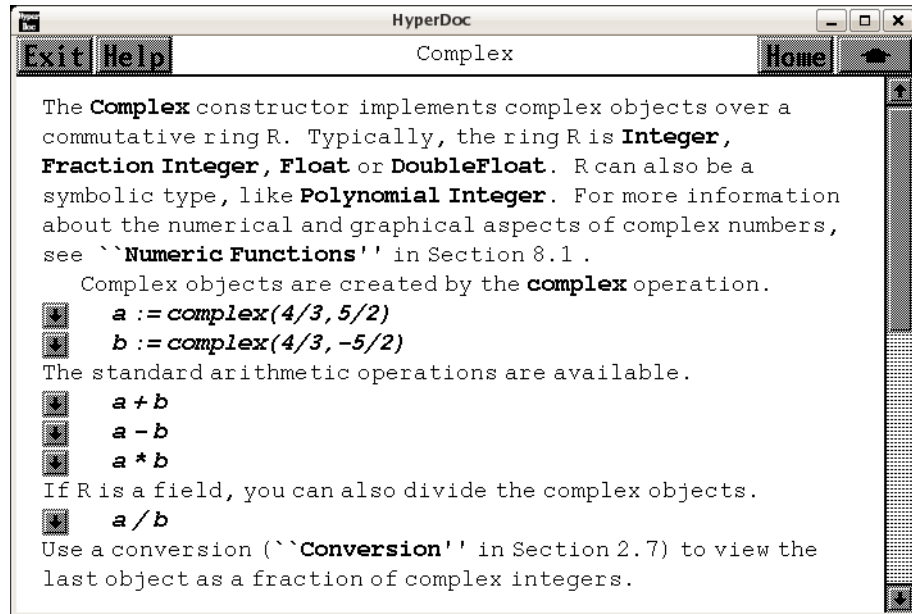 Hyper Doc HyperDoc
Exit Help Complex Home
The Complex constructor implements complex objects over a
commutative ring R. Typically, the ring R is Integer,
Fraction Integer, Float or DoubleFloat. R can also be a
symbolic type, like Polynomial Integer. For more information
about the numerical and graphical aspects of complex numbers,
see ``Numeric Functions'' in Section 8.1 .
Complex objects are created by the complex operation.
a := complex(4/3,5/2)
b := complex(4/3,-5/2)
The standard arithmetic operations are available.
a + b
a - b
a * b
If R is a field, you can also divide the complex objects.
a / b
Use a conversion (``Conversion'' in Section 2.7) to view the
last object as a fraction of complex integers.